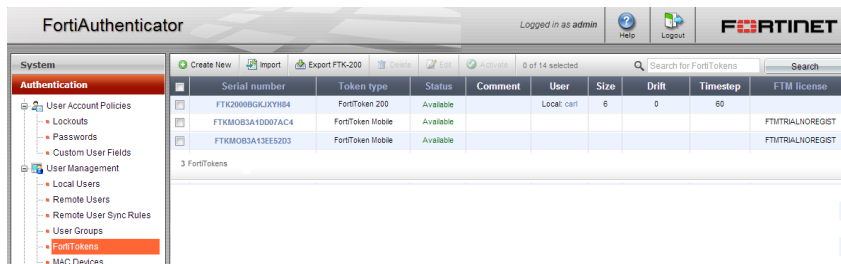 FortiAuthenticator
Logged in as admin
Help
Logout
FORTINET
System
Authentication
User Account Policies
Lockouts
Passwords
Custom User Fields
User Management
Local Users
Remote Users
Remote User Sync Rules
User Groups
FortiTokens
MAC Devices
Create New Import Export FTK-200 Delete Edit Activate 0 of 14 selected Search for FortiTokens Search
Serial number Token type Status Comment User Size Drift Timestep FTM license
FTK2000BGKJXYH84 FortiToken 200 Available Local: carl 6 0 60
FTKMOB3A1DD07AC4 FortiToken Mobile Available FTMTRIALNOREGIST
FTKMOB3A13EE52D3 FortiToken Mobile Available FTMTRIALNOREGIST
3 FortiTokens